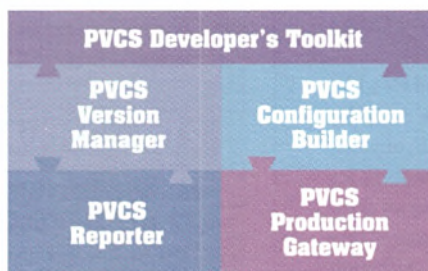 PVCS Developer's Toolkit
PVCS
Version
Manager
PVCS
Configuration
Builder
PVCS
Reporter
PVCS
Production
Gateway